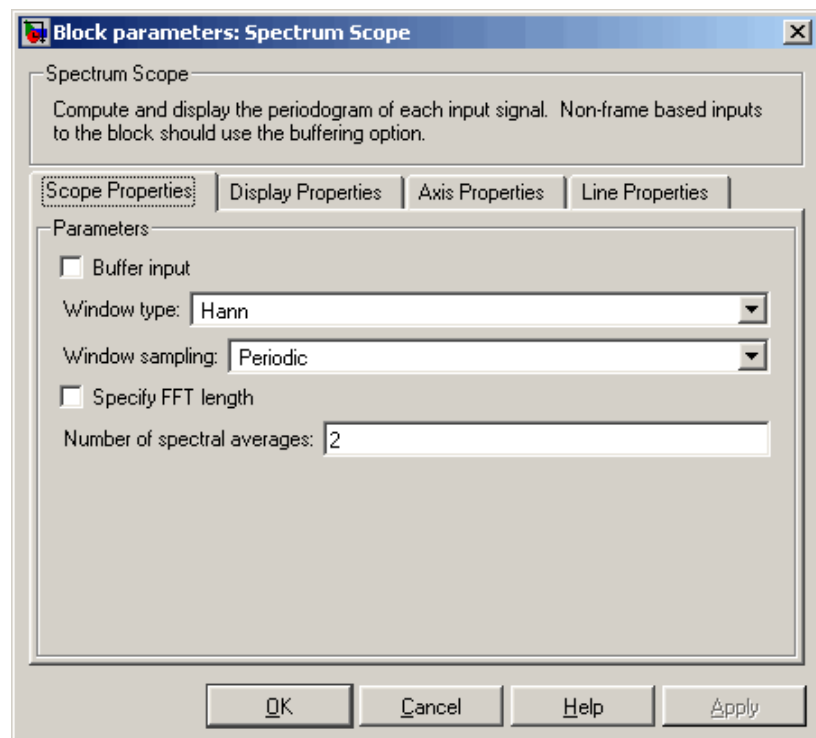 Block parameters: Spectrum Scope
Spectrum Scope
Compute and display the periodogram of each input signal. Non-frame based inputs
to the block should use the buffering option.
Scope Properties Display Properties Axis Properties Line Properties
Parameters
Buffer input
Window type: Hann
Window sampling: Periodic
Specify FFT length
Number of spectral averages: 2
OK Cancel Help Apply